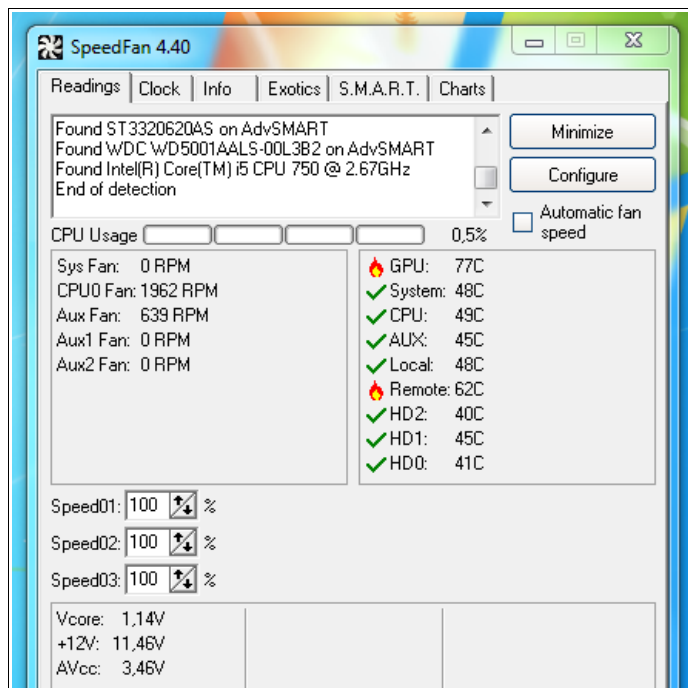 SpeedFan 4.40
Readings Clock Info Exotics S.M.A.R.T. Charts
Found ST3320620AS on AdvSMART
Found WDC WD5001AALS-00L3B2 on AdvSMART
Found Intel(R) Core(TM) i5 CPU 750 @ 2.67GHz
End of detection
Minimize
Configure
Automatic fan
speed
CPU Usage 0,5%
Sys Fan: 0 RPM
CPU0 Fan: 1962 RPM
Aux Fan: 639 RPM
Aux1 Fan: 0 RPM
Aux2 Fan: 0 RPM
GPU: 77C
System: 48C
CPU: 49C
AUX: 45C
Local: 48C
Remote: 62C
HD2: 40C
HD1: 45C
HD0: 41C
Speed01: 100 %
Speed02: 100 %
Speed03: 100 %
Vcore: 1,14V
+12V: 11,46V
AVcc: 3,46V